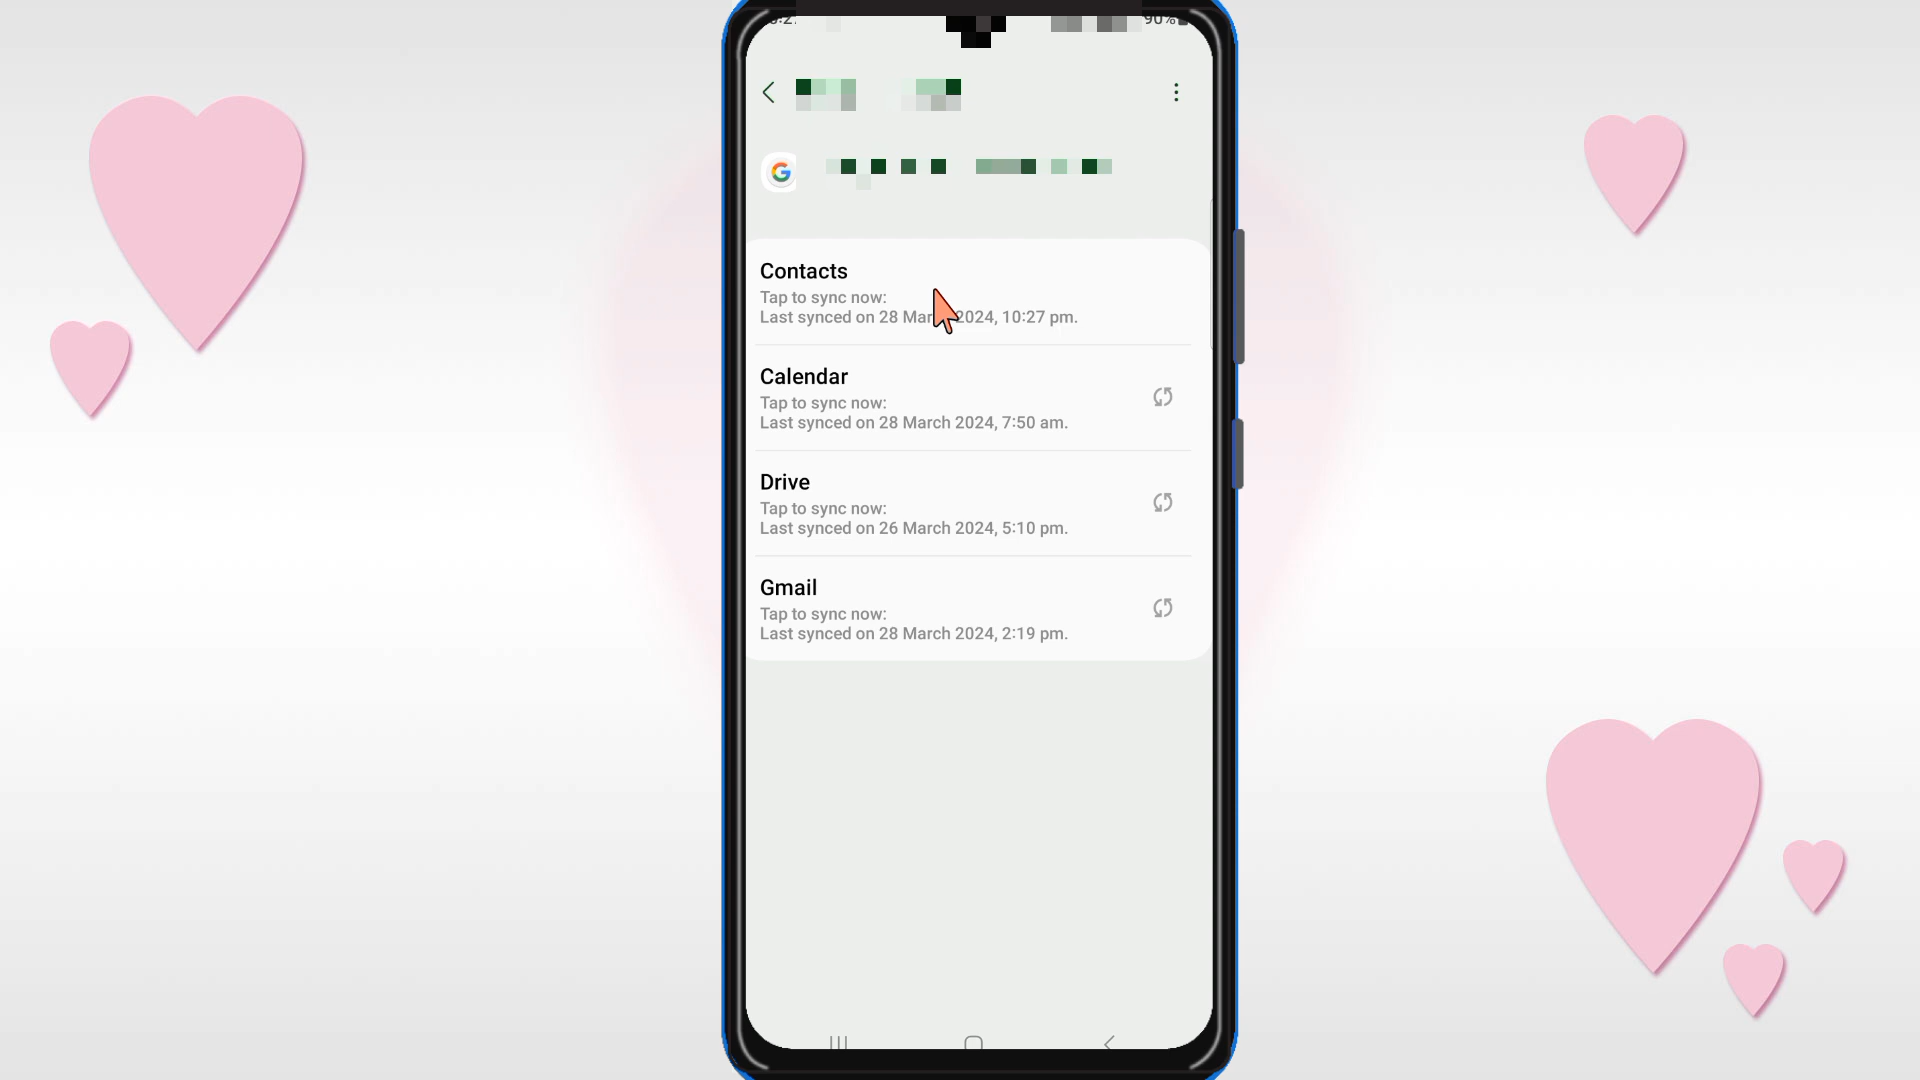 90%
Contacts
Tap to sync now:
Last synced on 28 Mar 2024, 10:27 pm.
Calendar
Tap to sync now:
Last synced on 28 March 2024, 7:50 am.
Drive
Tap to sync now:
Last synced on 26 March 2024, 5:10 pm.
Gmail
Tap to sync now:
Last synced on 28 March 2024, 2:19 pm.